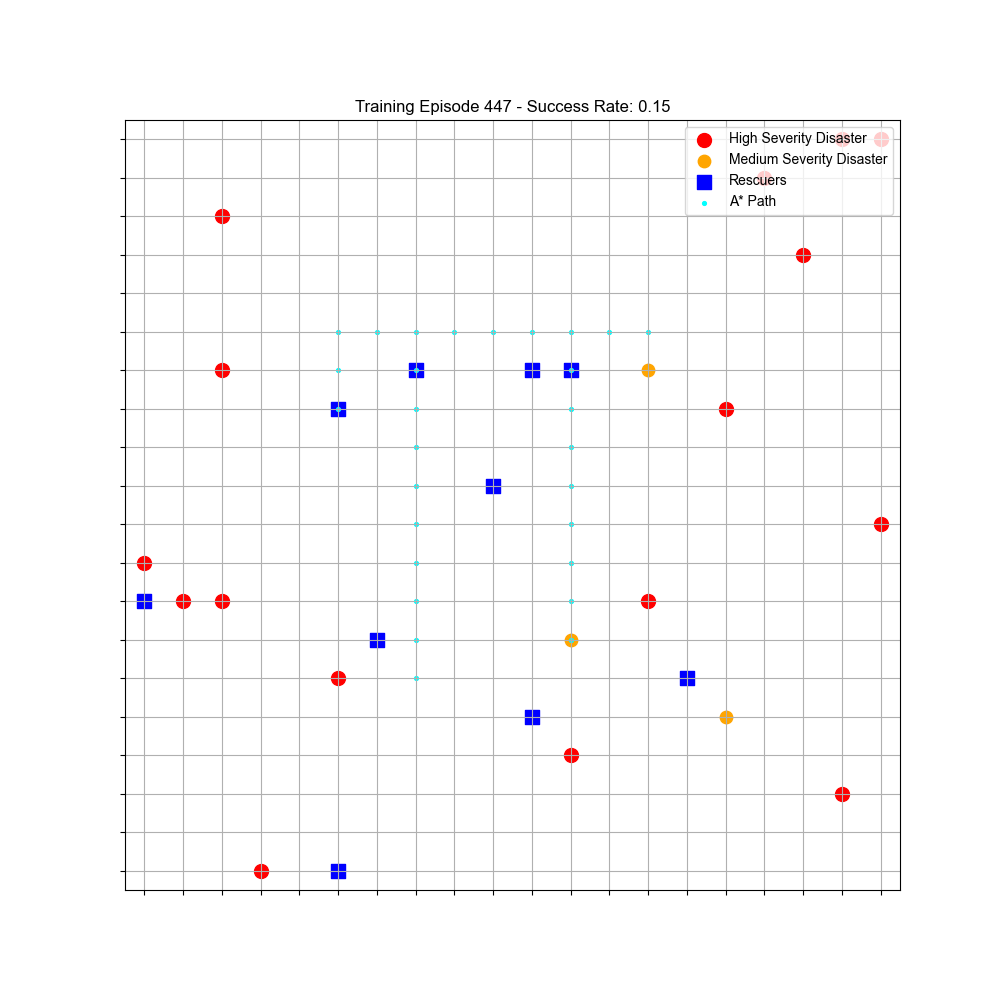 Training Episode 447 - Success Rate: 0.15
High Severity Disaster
Medium Severity Disaster
Rescuers
A* Path